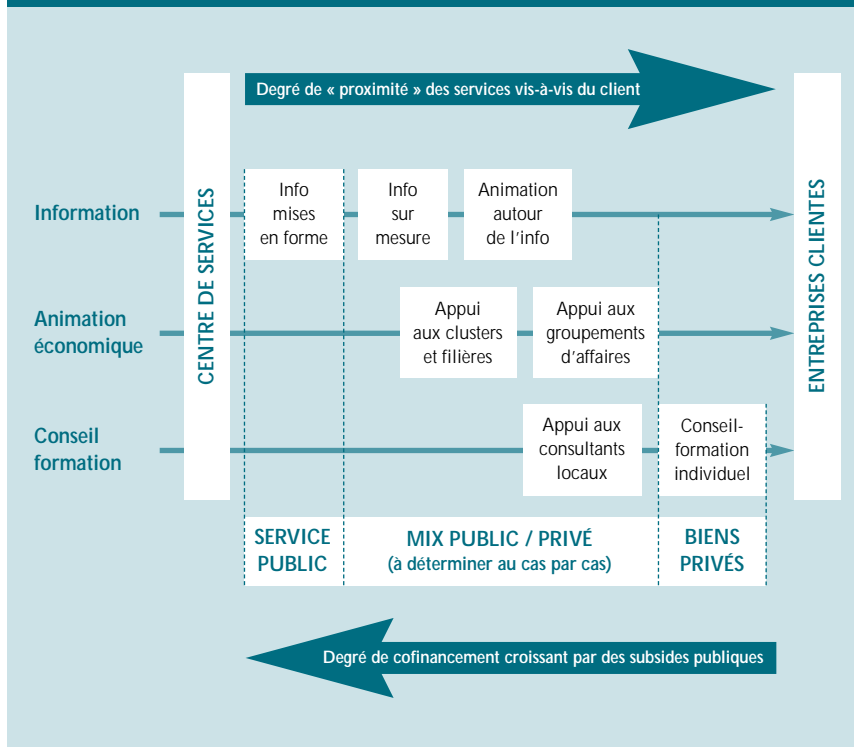 Degré de « proximité » des services vis-à-vis du client
CENTRE DE SERVICES
ENTREPRISES CLIENTES
Information
Info
mises
en forme
Info
sur
mesure
Animation
autour
de l'info
Animation
économique
Appui
aux clusters
et filières
Appui aux
groupements
d'affaires
Conseil
formation
Appui aux
consultants
locaux
Conseil-
formation
individuel
SERVICE
PUBLIC
MIX PUBLIC / PRIVÉ
(à déterminer au cas par cas)
BIENS
PRIVÉS
Degré de cofinancement croissant par des subsides publiques